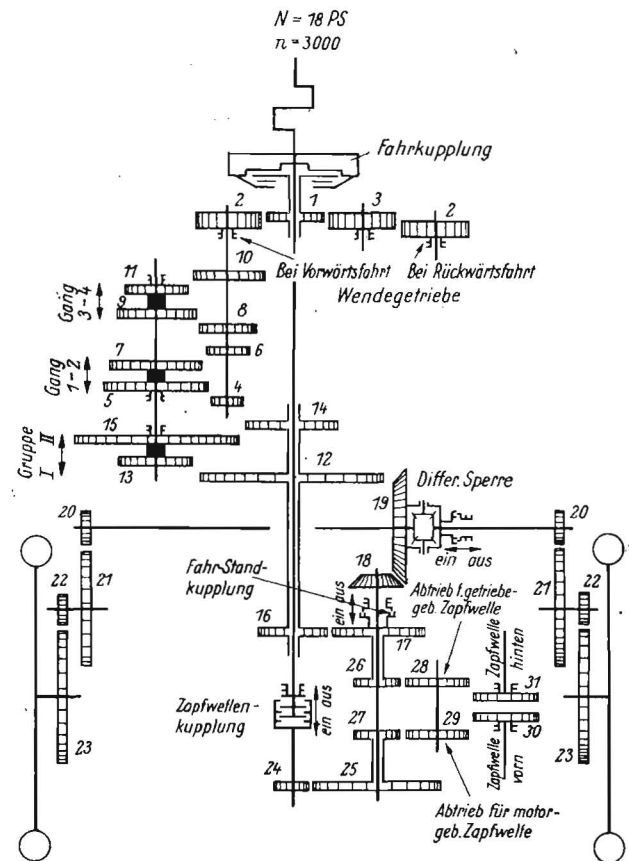 N = 18 PS
n = 3000
Fahrkupplung
2
1
3
2
10
Bei Vorwärtsfahrt
Bei Rückwärtsfahrt
Wendegetriebe
11
9
Gang
3-4
8
7
6
Gang
1-2
5
4
15
14
Gruppe
I II
13
12
Differ. Sperre
19
20
20
ein aus
18
Fahr-Stand-
kupplung
ein aus
Abtrieb f. getriebe-
geb. Zapfwelle
22
21
21
22
16
17
Zapfwelle
hinten
26
28
31
Zapfwellen-
kupplung
ein aus
27
29
30
23
23
Zapfwelle
vorn
24
25
Abtrieb für motor-
geb. Zapfwelle